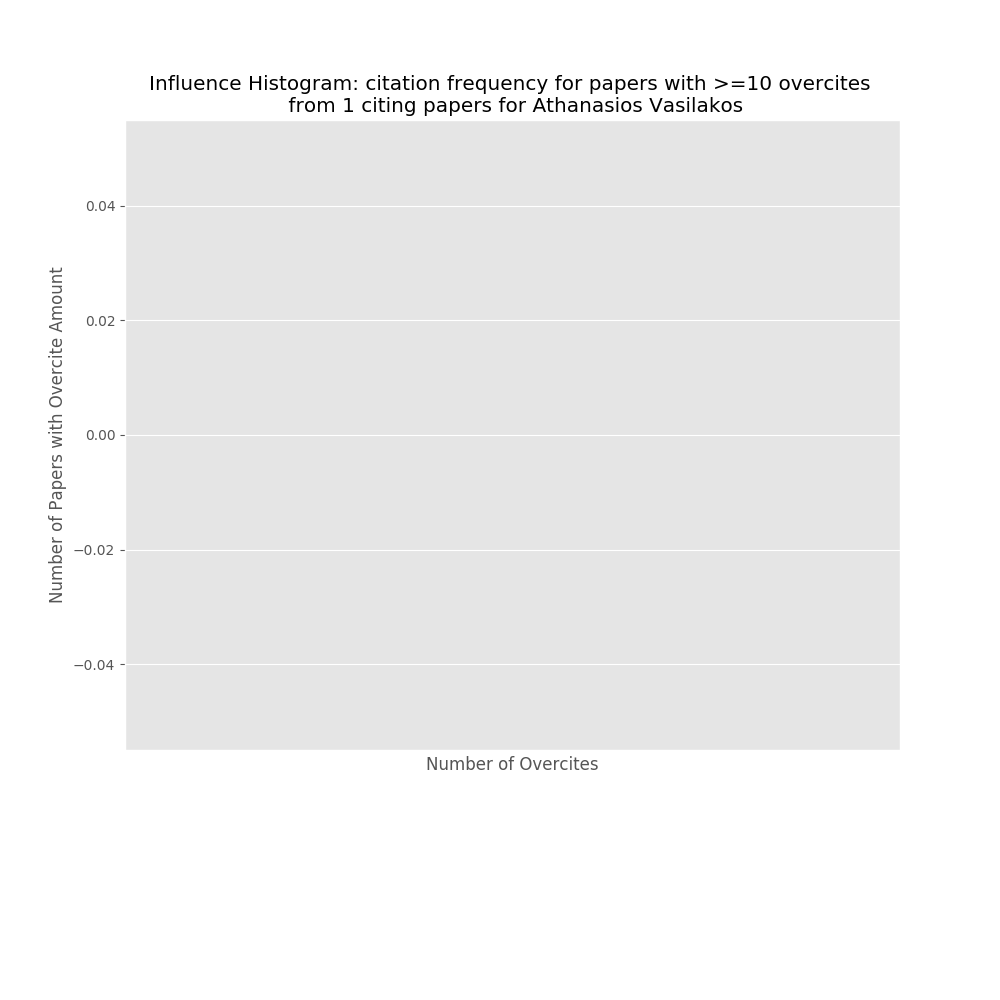 Influence Histogram: citation frequency for papers with >=10 overcites
from 1 citing papers for Athanasios Vasilakos
Number of Papers with Overcite Amount
0.04
0.02
0.00
−0.02
−0.04
Number of Overcites